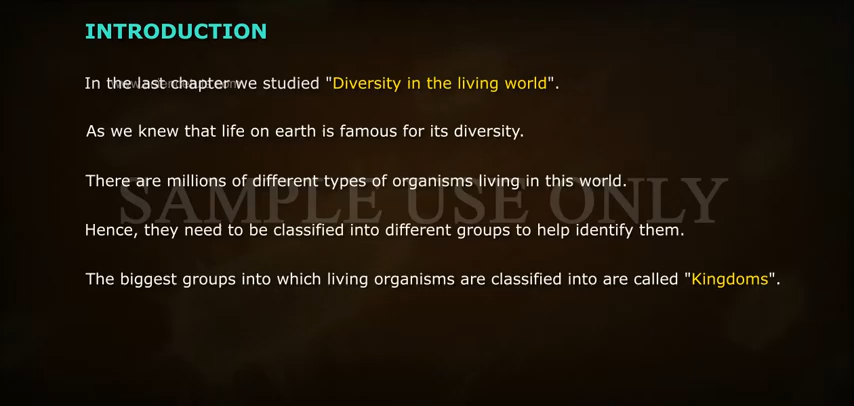 INTRODUCTION
In the last chapter we studied "Diversity in the living world".
As we knew that life on earth is famous for its diversity.
There are millions of different types of organisms living in this world.
SAMPLE USE ONLY
Hence, they need to be classified into different groups to help identify them.
The biggest groups into which living organisms are classified into are called "Kingdoms".